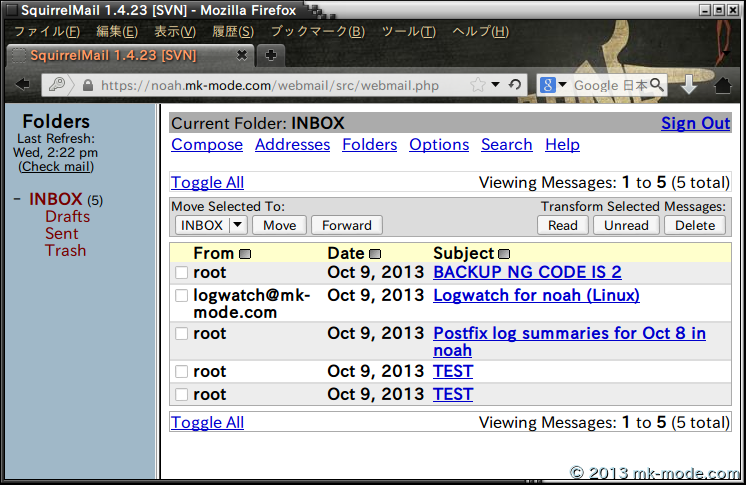 SquirrelMail 1.4.23 [SVN] - Mozilla Firefox
ファイル(F) 編集(E) 表示(V) 履歴(S) ブックマーク(B) ツール(T) ヘルプ(H)
SquirrelMail 1.4.23 [SVN]
https://noah.mk-mode.com/webmail/src/webmail.php
Google 日本
Folders
Last Refresh:
Wed, 2:22 pm
(Check mail)
– INBOX (5)
Drafts
Sent
Trash
Current Folder: INBOX Sign Out
Compose Addresses Folders Options Search Help
Toggle All Viewing Messages: 1 to 5 (5 total)
Move Selected To: Transform Selected Messages:
INBOX Move Forward Read Unread Delete
From Date Subject
root Oct 9, 2013 BACKUP NG CODE IS 2
logwatch@mk- Oct 9, 2013 Logwatch for noah (Linux)
mode.com
root Oct 9, 2013 Postfix log summaries for Oct 8 in
noah
root Oct 9, 2013 TEST
root Oct 9, 2013 TEST
Toggle All Viewing Messages: 1 to 5 (5 total)
© 2013 mk-mode.com